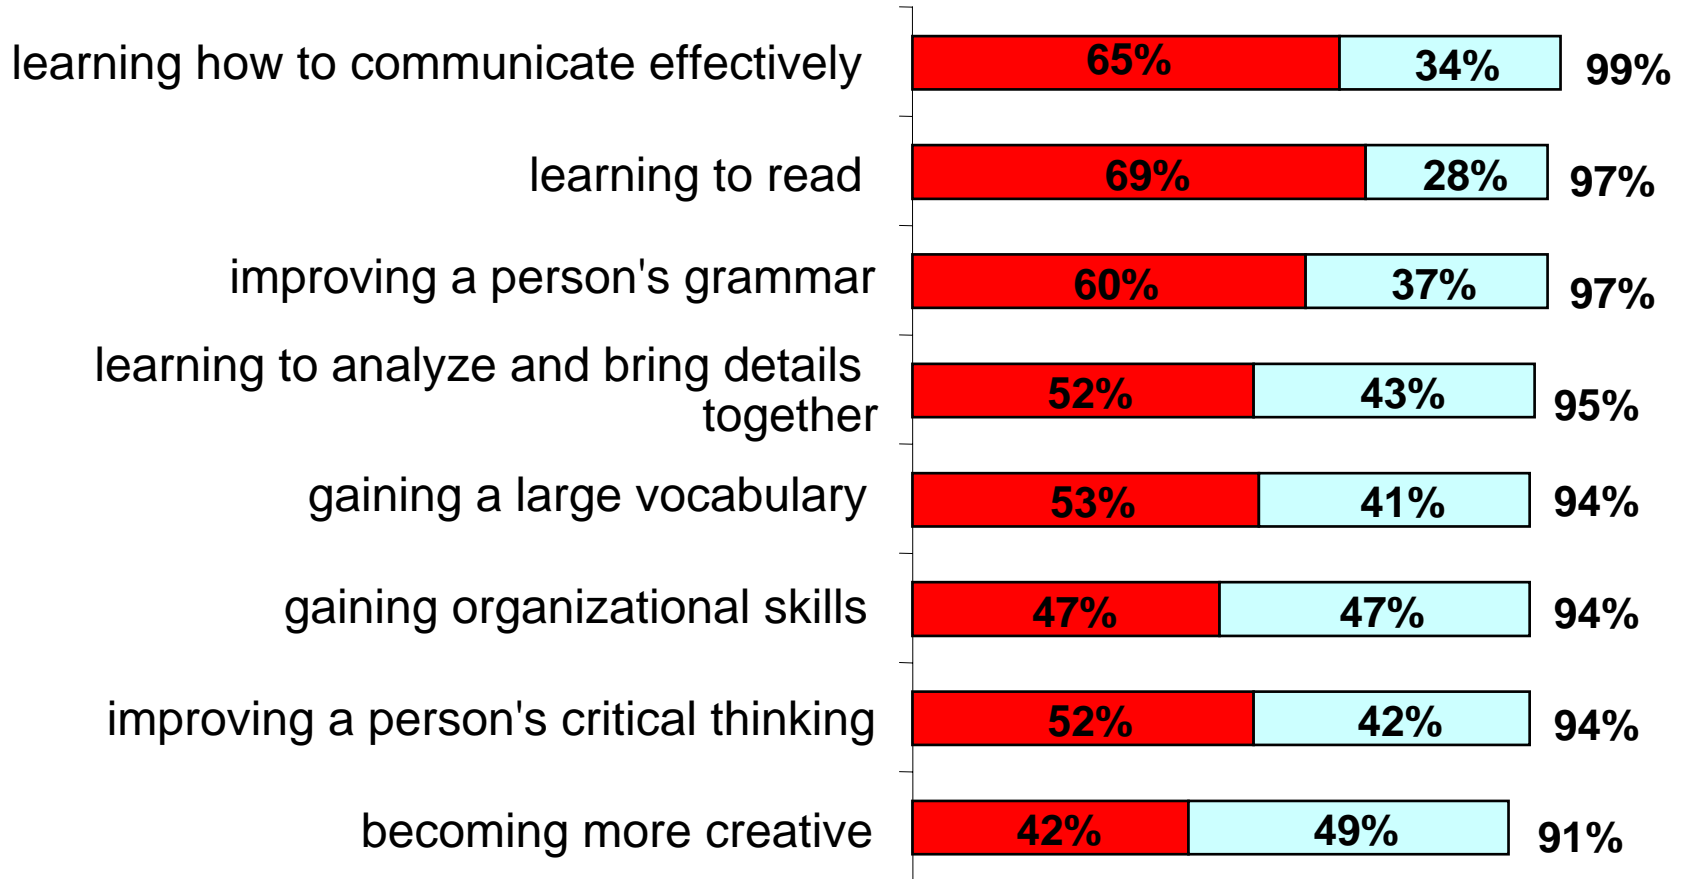 learning how to communicate effectively 65% 34% 99%
learning to read 69% 28% 97%
improving a person's grammar 60% 37% 97%
learning to analyze and bring details
together 52% 43% 95%
gaining a large vocabulary 53% 41% 94%
gaining organizational skills 47% 47% 94%
improving a person's critical thinking 52% 42% 94%
becoming more creative 42% 49% 91%